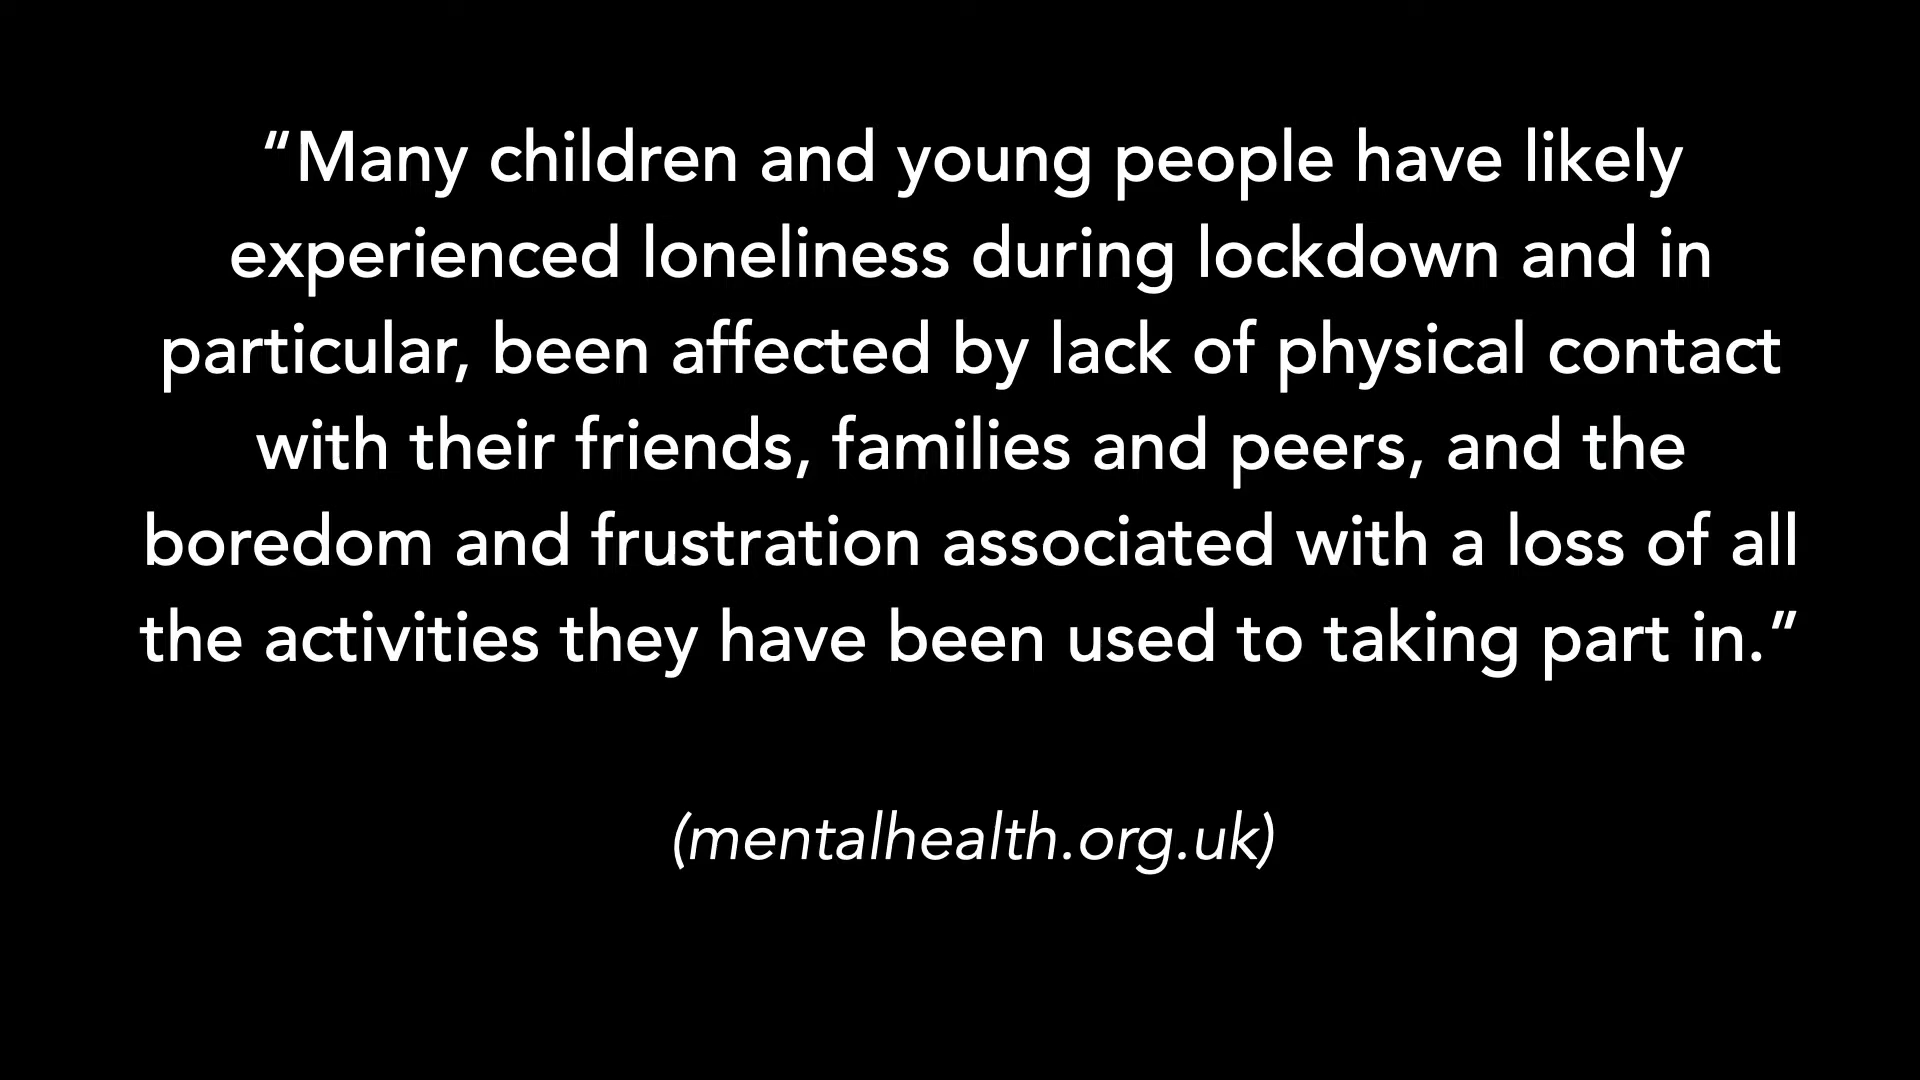 “Many children and young people have likely
experienced loneliness during lockdown and in
particular, been affected by lack of physical contact
with their friends, families and peers, and the
boredom and frustration associated with a loss of all
the activities they have been used to taking part in.”
(mentalhealth.org.uk)